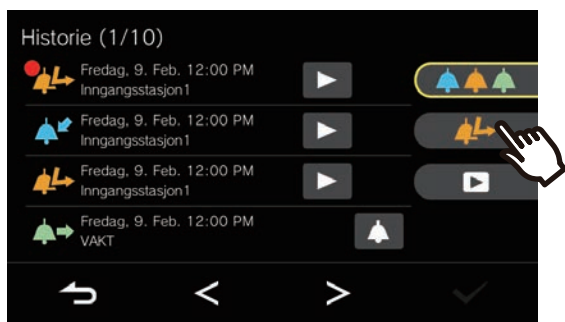 Historie (1/10)
Fredag, 9. Feb. 12:00 PM
Inngangsstasjon1
Fredag, 9. Feb. 12:00 PM
Inngangsstasjon1
Fredag, 9. Feb. 12:00 PM
Inngangsstasjon1
Fredag, 9. Feb. 12:00 PM
VAKT